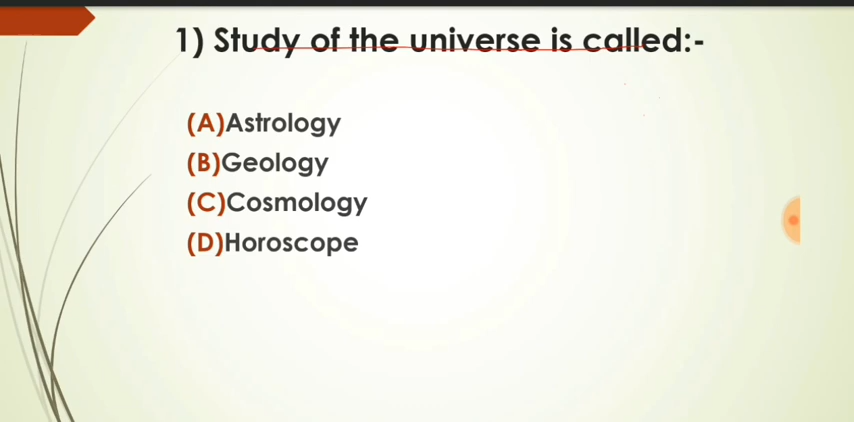 1) Study of the universe is called:-
(A)Astrology
(B)Geology
(C)Cosmology
(D)Horoscope